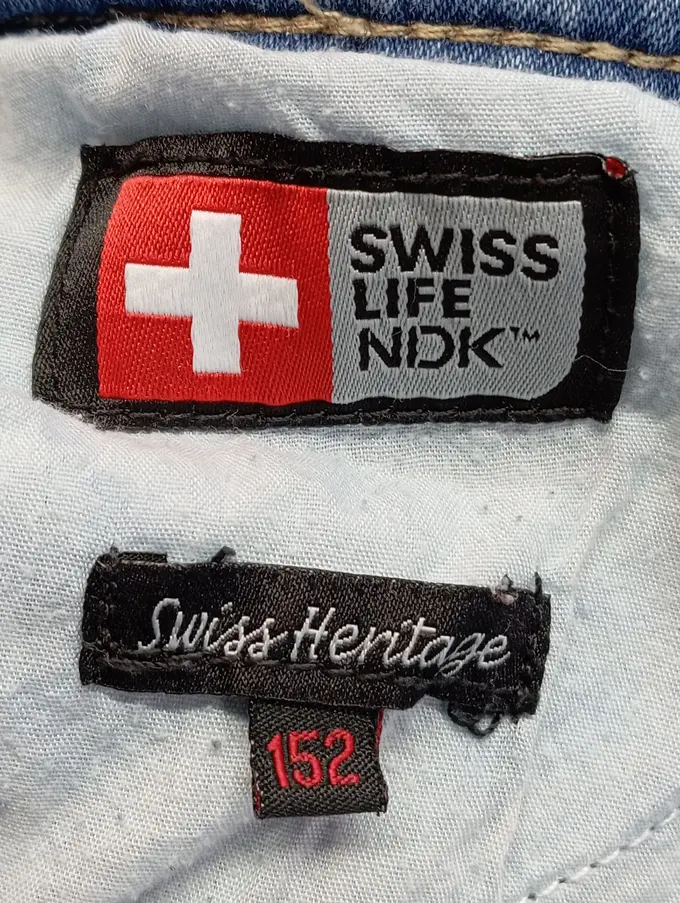 SWISS
LIFE
NDK™
Swiss Heritage
152